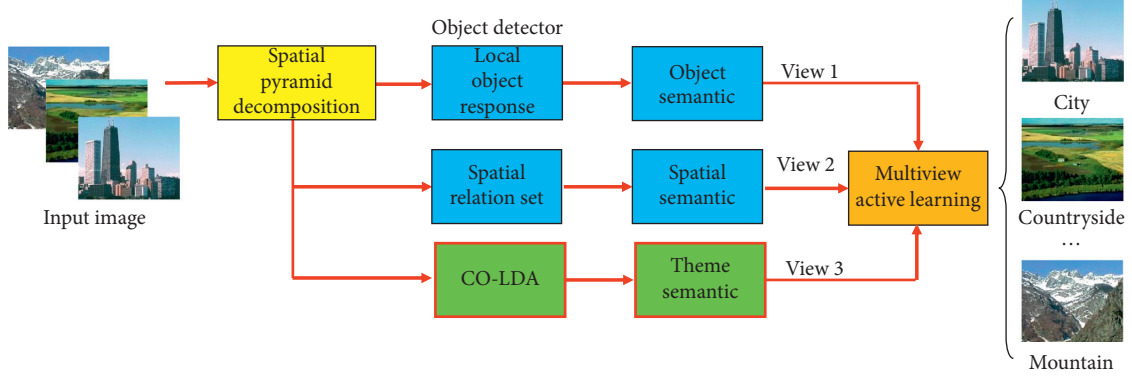 Object detector
Input image
Spatial
pyramid
decomposition
Local
object
response
Object
semantic
View 1
Spatial
relation set
Spatial
semantic
View 2
CO-LDA
Theme
semantic
View 3
Multiview
active learning
City
Countryside
...
Mountain